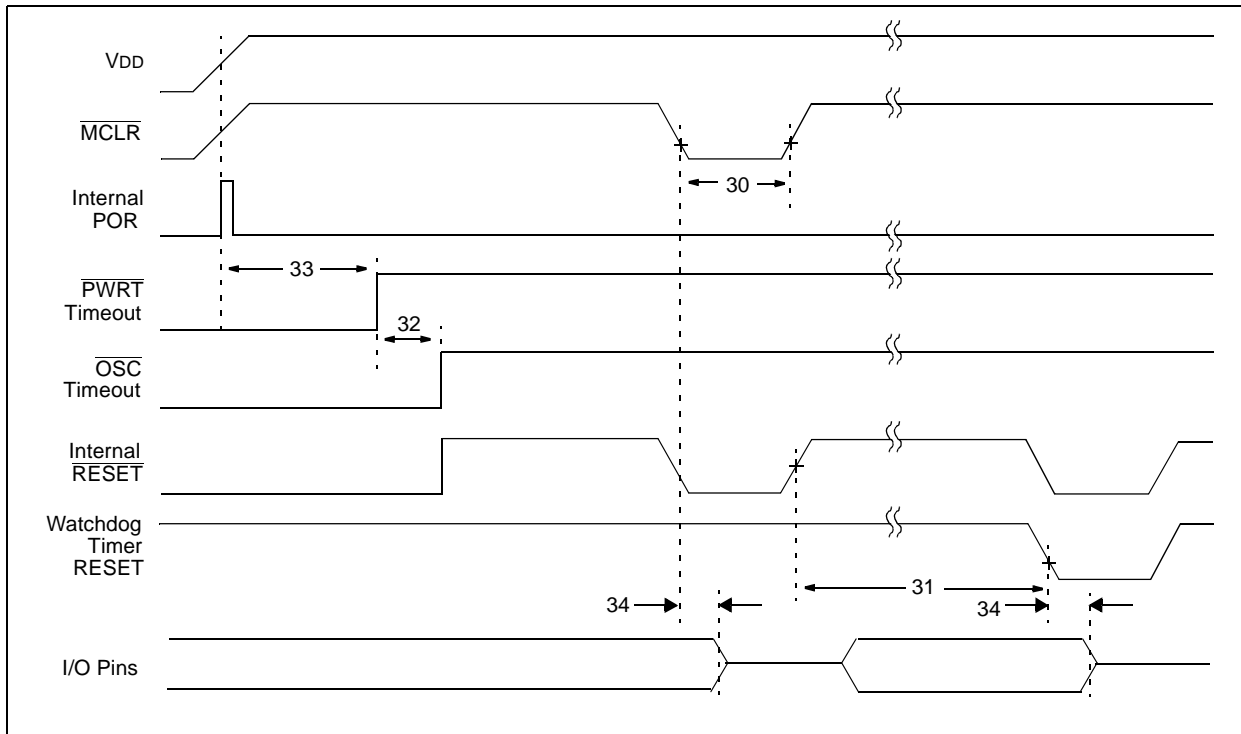 VDD
MCLR
30
Internal
POR
33
PWRT
Timeout
32
OSC
Timeout
Internal
RESET
Watchdog
Timer
RESET
31
34
34
I/O Pins